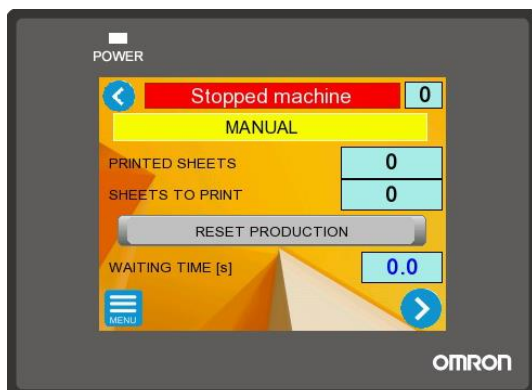 POWER
Stopped machine 0
MANUAL
PRINTED SHEETS 0
SHEETS TO PRINT 0
RESET PRODUCTION
WAITING TIME [s] 0.0
MENU
OMRON